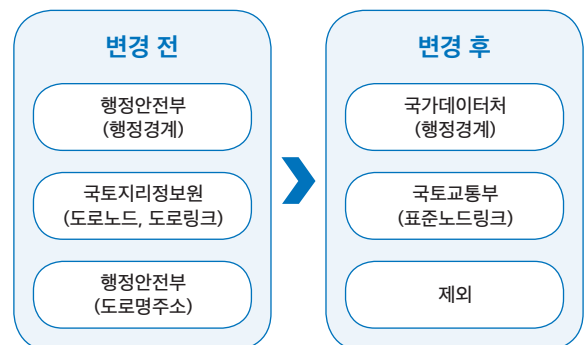 변경 전
행정안전부
(행정경계)
국토지리정보원
(도로노드, 도로링크)
행정안전부
(도로명주소)
변경 후
국가데이터처
(행정경계)
국토교통부
(표준노드링크)
제외